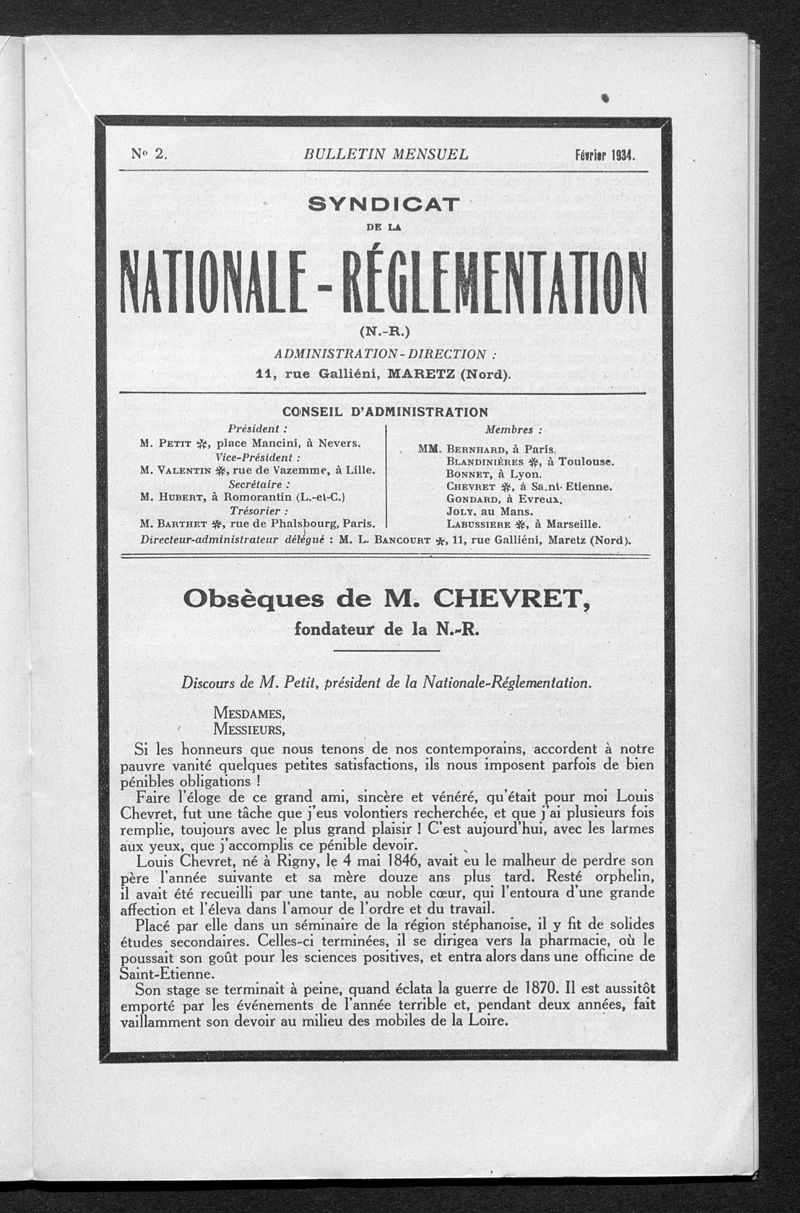 No 2.
BULLETIN MENSUEL
Février 1934.
SYNDICAT
DE LA
NATIONALE-RÉGLEMENTATION
(N.-R.)
ADMINISTRATION-DIRECTION :
11, rue Galliéni, MARETZ (Nord).
CONSEIL D'ADMINISTRATION
Président :
M. PETIT ✻, place Mancini, à Nevers.
Vice-Président :
M. VALENTIN ✻, rue de Vazemme, à Lille.
Secrétaire :
M. HUBERT, à Romorantin (L.-et-C.)
Trésorier :
M. BARTHET ✻, rue de Phalsbourg, Paris.
Membres :
MM. BERNHARD, à Paris.
BLANDINIÈRES ✻, à Toulouse.
BONNET, à Lyon.
CHEVRET ✻, à Saint-Etienne.
GONDARD, à Evreux.
JOLY, au Mans.
LABUSSIERE ✻, à Marseille.
Directeur-administrateur délégué : M. L. BANCOURT ✻, 11, rue Galliéni, Maretz (Nord).
Obsèques de M. CHEVRET,
fondateur de la N.-R.
Discours de M. Petit, président de la Nationale-Réglementation.
MESDAMES,
MESSIEURS,
Si les honneurs que nous tenons de nos contemporains, accordent à notre
pauvre vanité quelques petites satisfactions, ils nous imposent parfois de bien
pénibles obligations !
Faire l'éloge de ce grand ami, sincère et vénéré, qu'était pour moi Louis
Chevret, fut une tâche que j'eus volontiers recherchée, et que j'ai plusieurs fois
remplie, toujours avec le plus grand plaisir ! C'est aujourd'hui, avec les larmes
aux yeux, que j'accomplis ce pénible devoir.
Louis Chevret, né à Rigny, le 4 mai 1846, avait eu le malheur de perdre son
père l'année suivante et sa mère douze ans plus tard. Resté orphelin,
il avait été recueilli par une tante, au noble cœur, qui l'entoura d'une grande
affection et l'éleva dans l'amour de l'ordre et du travail.
Placé par elle dans un séminaire de la région stéphanoise, il y fit de solides
études secondaires. Celles-ci terminées, il se dirigea vers la pharmacie, où le
poussait son goût pour les sciences positives, et entra alors dans une officine de
Saint-Etienne.
Son stage se terminait à peine, quand éclata la guerre de 1870. Il est aussitôt
emporté par les événements de l'année terrible et, pendant deux années, fait
vaillamment son devoir au milieu des mobiles de la Loire.